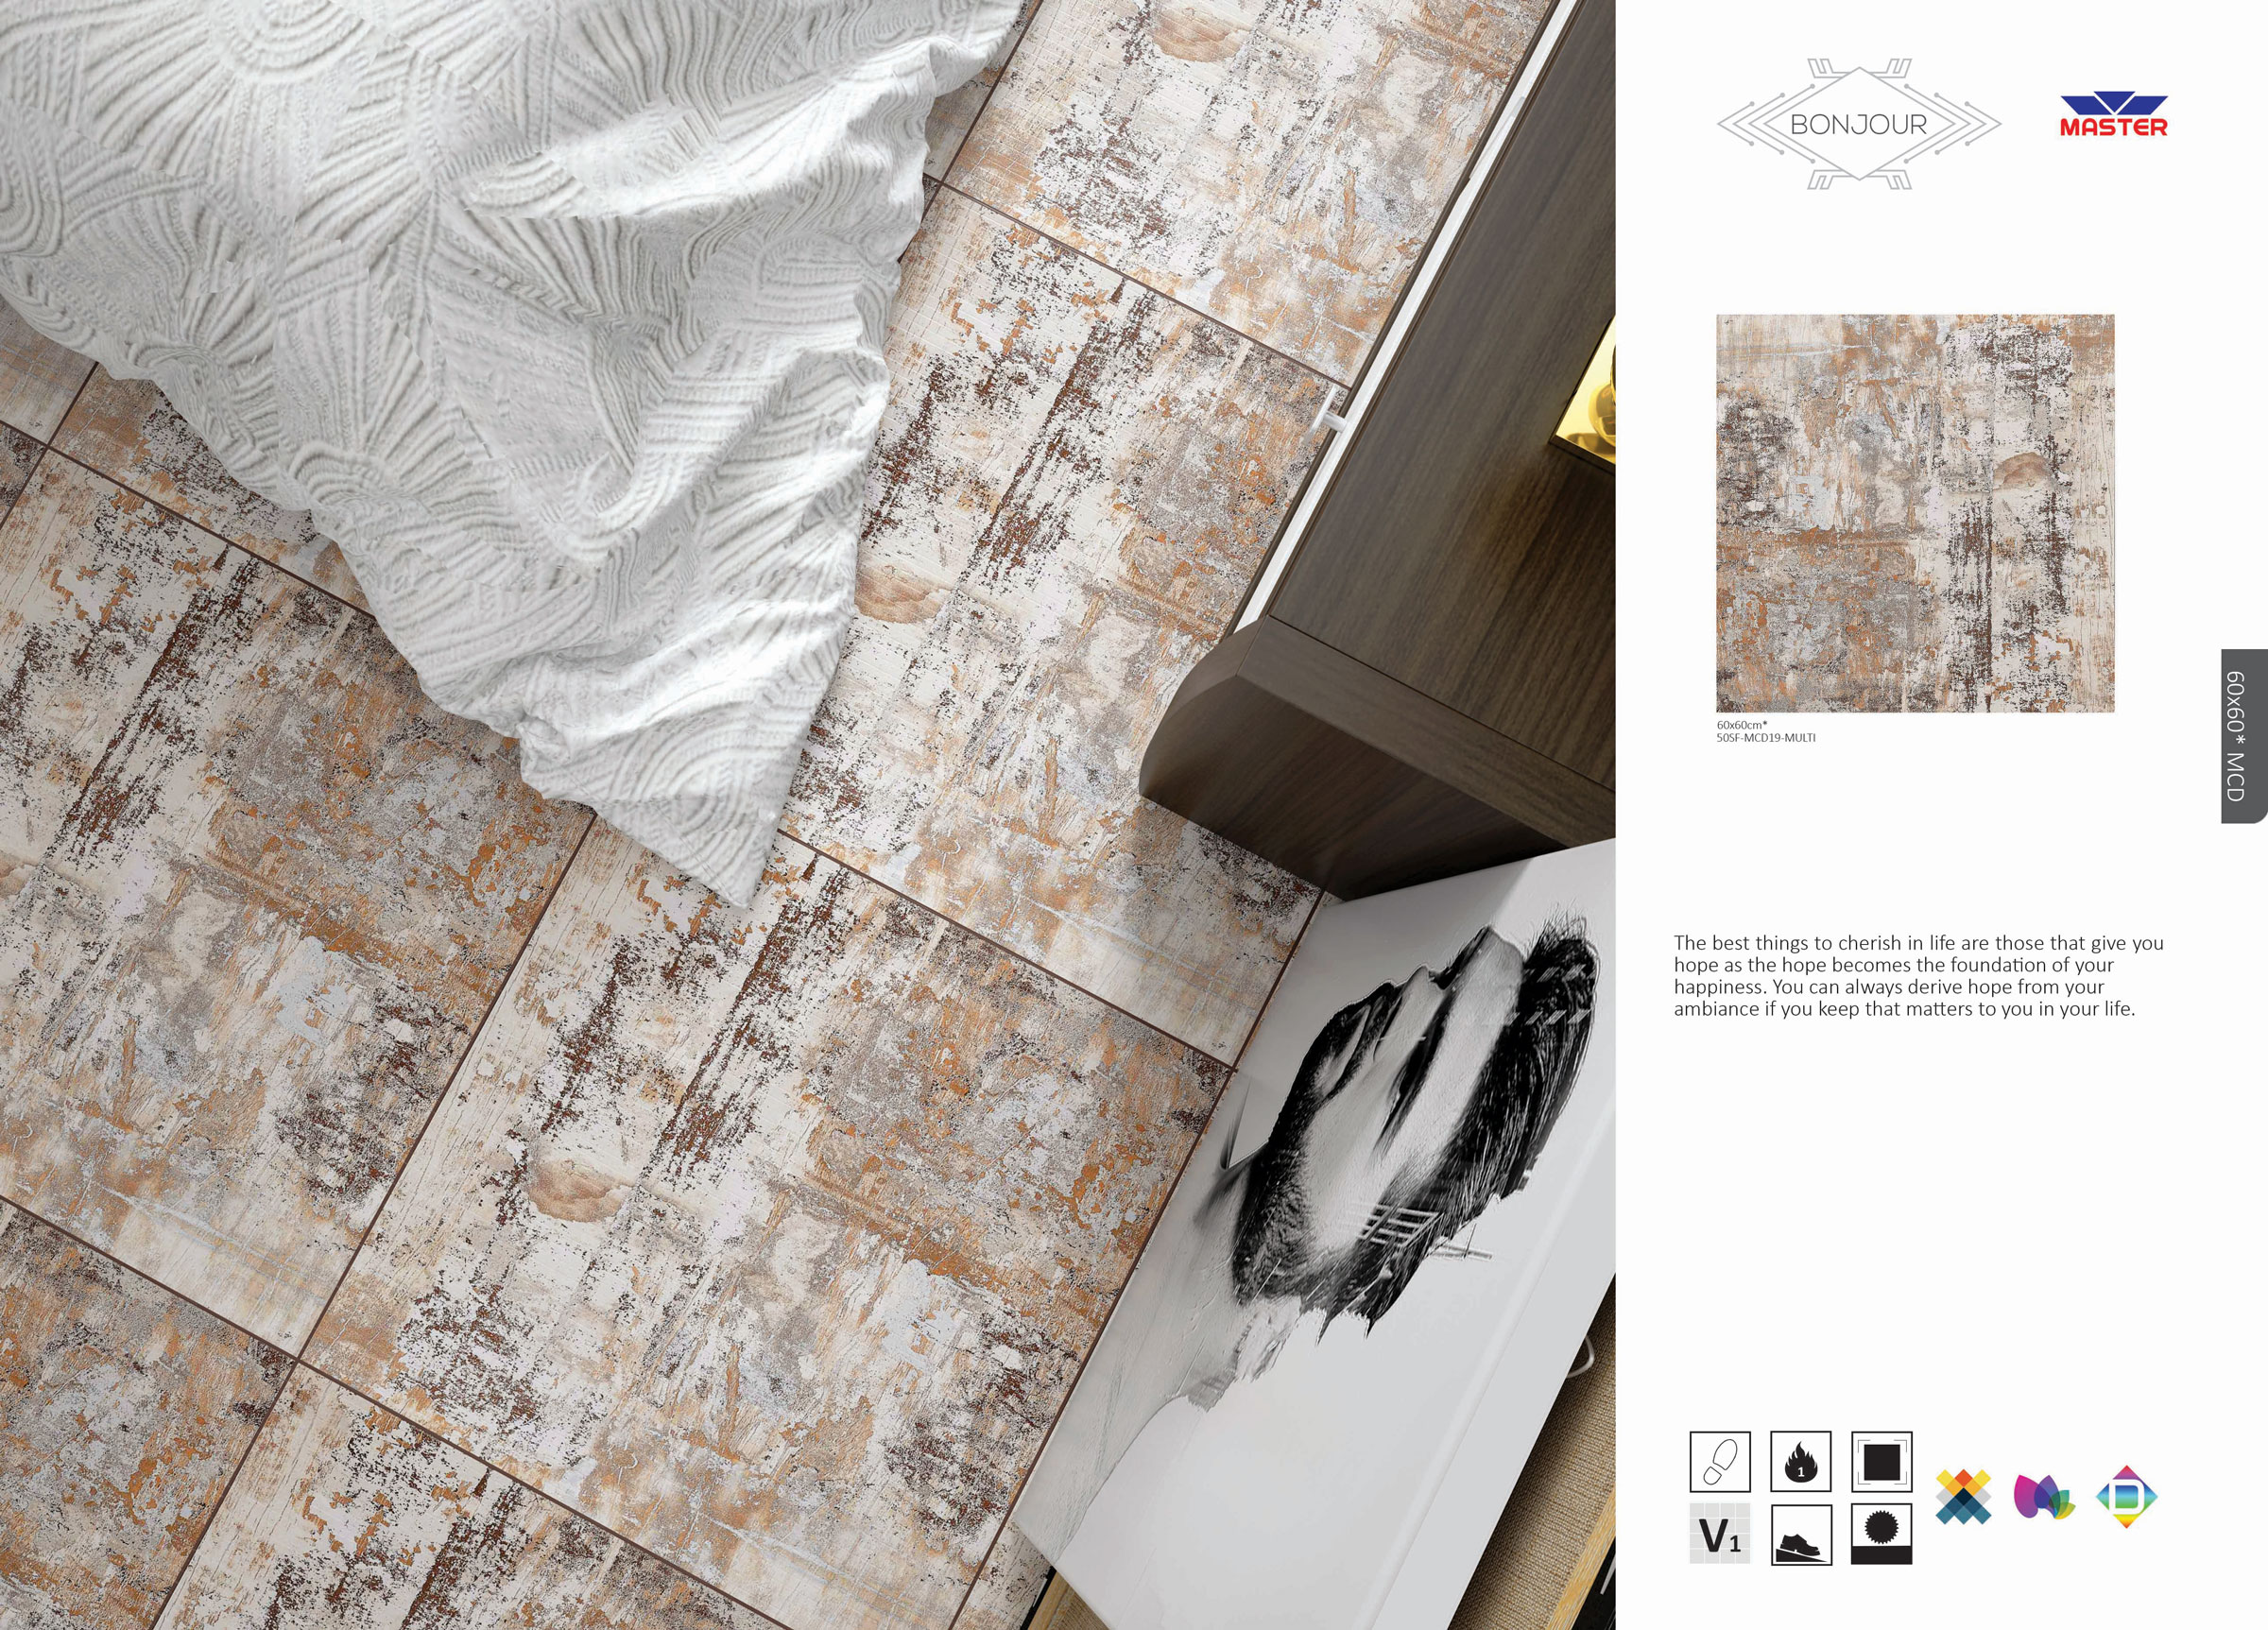 BONJOUR
MASTER
60x60cm*
50SF-MCD19-MULTI
60x60* MCD
The best things to cherish in life are those that give you
hope as the hope becomes the foundation of your
happiness. You can always derive hope from your
ambiance if you keep that matters to you in your life.
1
V1
D